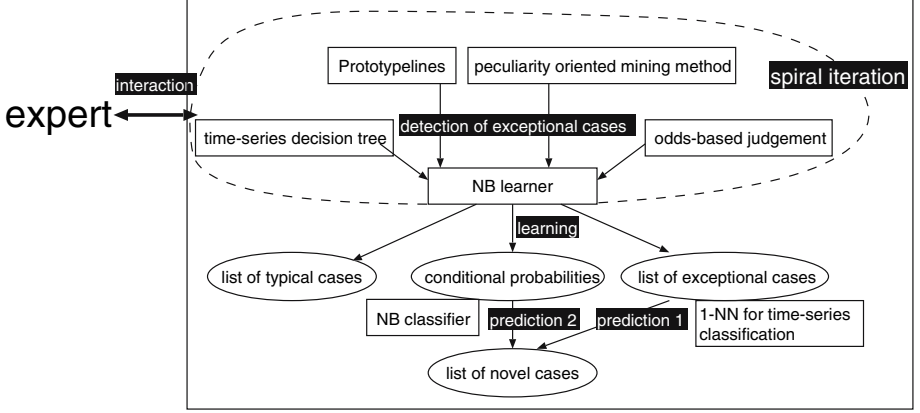 Prototypelines
peculiarity oriented mining method
spiral iteration
interaction
expert
time-series decision tree
detection of exceptional cases
odds-based judgement
NB learner
learning
list of typical cases
conditional probabilities
list of exceptional cases
NB classifier
prediction 2
prediction 1
1-NN for time-series
classification
list of novel cases